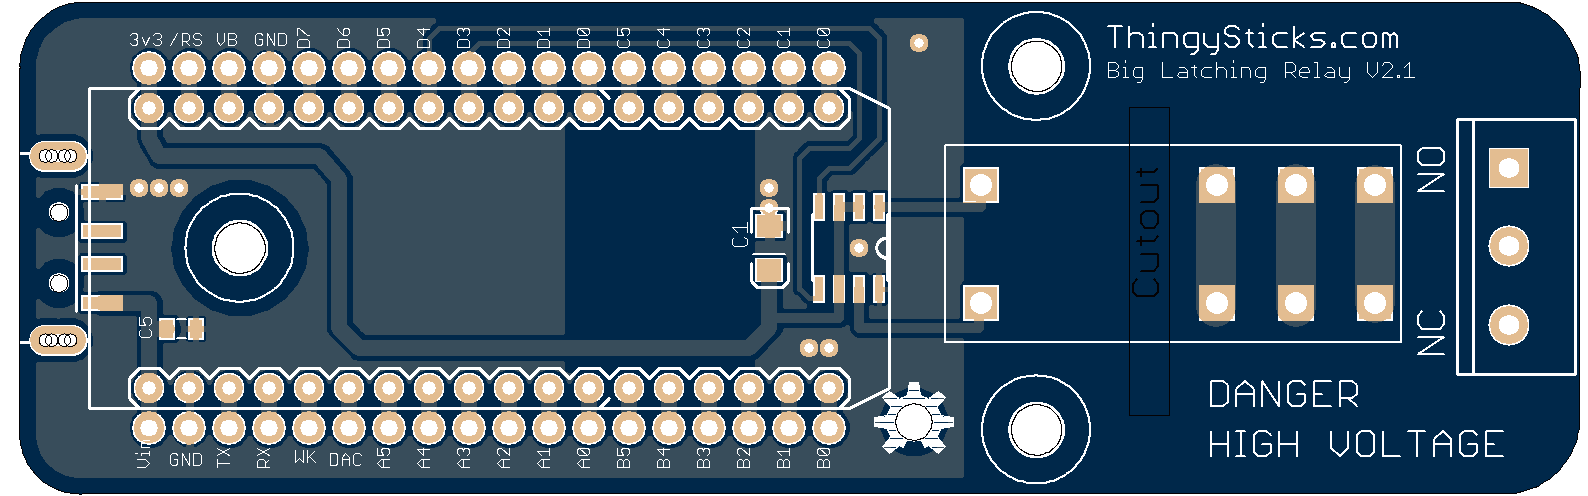 3v3 /RS VB GND D7 D6 D5 D4 D3 D2 D1 D0 C5 C4 C3 C2 C1 C0
ThingySticks.com
Big Latching Relay V2.1
NO
Cutout
C1
C5
NC
DANGER
HIGH VOLTAGE
Vin GND TX RX WK DAC A5 A4 A3 A2 A1 A0 B5 B4 B3 B2 B1 B0